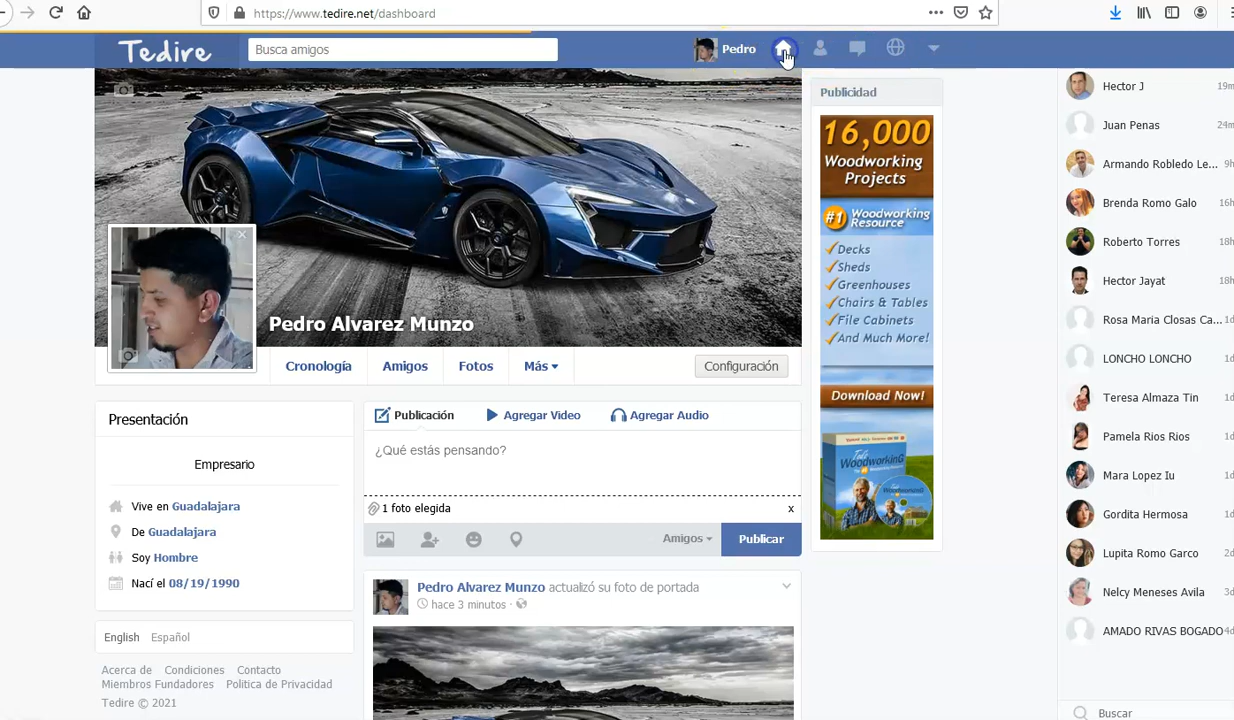 https://www.tedire.net/dashboard
Tedire
Busca amigos
Pedro
Pedro Alvarez Munzo
Cronología
Amigos
Fotos
Más
Configuración
Presentación
Empresario
Vive en Guadalajara
De Guadalajara
Soy Hombre
Nací el 08/19/1990
English Español
Acerca de Condiciones Contacto
Miembros Fundadores Politica de Privacidad
Tedire © 2021
Publicación
Agregar Video
Agregar Audio
¿Qué estás pensando?
1 foto elegida
x
Amigos
Publicar
Pedro Alvarez Munzo actualizó su foto de portada
hace 3 minutos
Publicidad
16,000
Woodworking
Projects
#1 Woodworking
Resource
Decks
Sheds
Greenhouses
Chairs & Tables
File Cabinets
And Much More!
Download Now!
WoodworkinG
Hector J 19m
Juan Penas 24m
Armando Robledo Le... 9h
Brenda Romo Galo 16h
Roberto Torres 18h
Hector Jayat 18h
Rosa Maria Closas Ca... 1d
LONCHO LONCHO 1d
Teresa Almaza Tin 1d
Pamela Rios Rios 1d
Mara Lopez Iu 1d
Gordita Hermosa 1d
Lupita Romo Garco 2d
Nelcy Meneses Avila 3d
AMADO RIVAS BOGADO 4d
Buscar